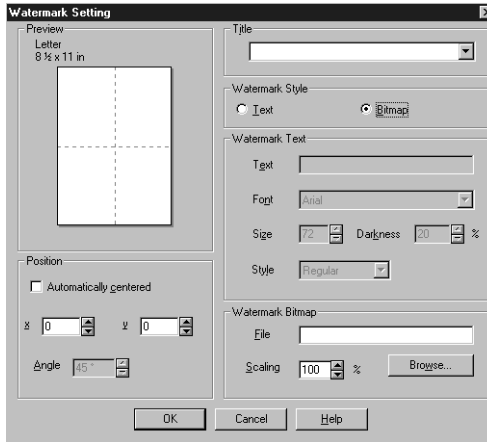 Watermark Setting
Preview
Letter
8 ½ x 11 in
Position
Automatically centered
x 0 y 0
Angle 45 °
Title
Watermark Style
Text Bitmap
Watermark Text
Text
Font Arial
Size 72 Darkness 20 %
Style Regular
Watermark Bitmap
File
Scaling 100 % Browse...
OK Cancel Help